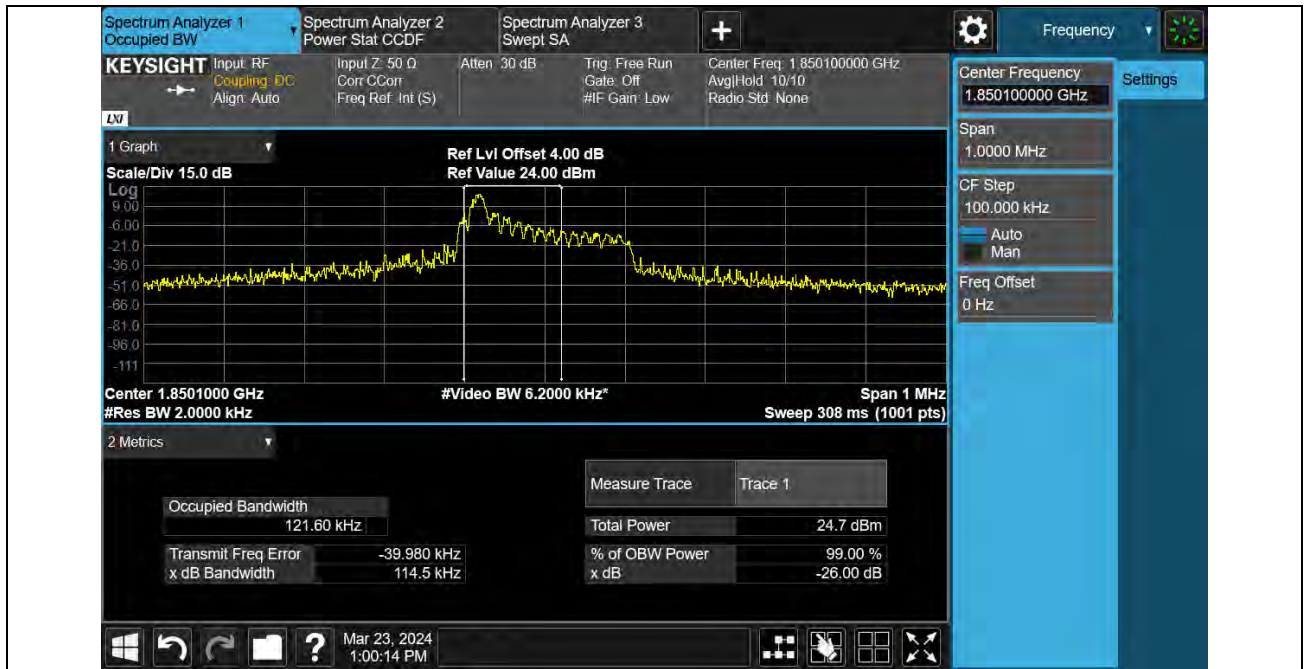 Spectrum Analyzer 1
Occupied BW
Spectrum Analyzer 2
Power Stat CCDF
Spectrum Analyzer 3
Swept SA
Frequency
KEYSIGHT
LXI
Input: RF
Coupling: DC
Align: Auto
Input Z: 50 Ω
Corr CCorr
Freq Ref: Int (S)
Atten: 30 dB
Trig: Free Run
Gate: Off
#IF Gain: Low
Center Freq: 1.850100000 GHz
Avg|Hold: 10/10
Radio Std: None
Center Frequency
1.850100000 GHz
Settings
Span
1.0000 MHz
CF Step
100.000 kHz
Auto
Man
Freq Offset
0 Hz
1 Graph
Scale/Div 15.0 dB
Ref Lvl Offset 4.00 dB
Ref Value 24.00 dBm
Log
9.00
-6.00
-21.0
-36.0
-51.0
-66.0
-81.0
-96.0
-111
Center 1.8501000 GHz
#Video BW 6.2000 kHz*
Span 1 MHz
#Res BW 2.0000 kHz
Sweep 308 ms (1001 pts)
2 Metrics
Measure Trace Trace 1
Occupied Bandwidth
121.60 kHz
Total Power 24.7 dBm
Transmit Freq Error -39.980 kHz
% of OBW Power 99.00 %
x dB Bandwidth 114.5 kHz
x dB -26.00 dB
?
Mar 23, 2024
1:00:14 PM